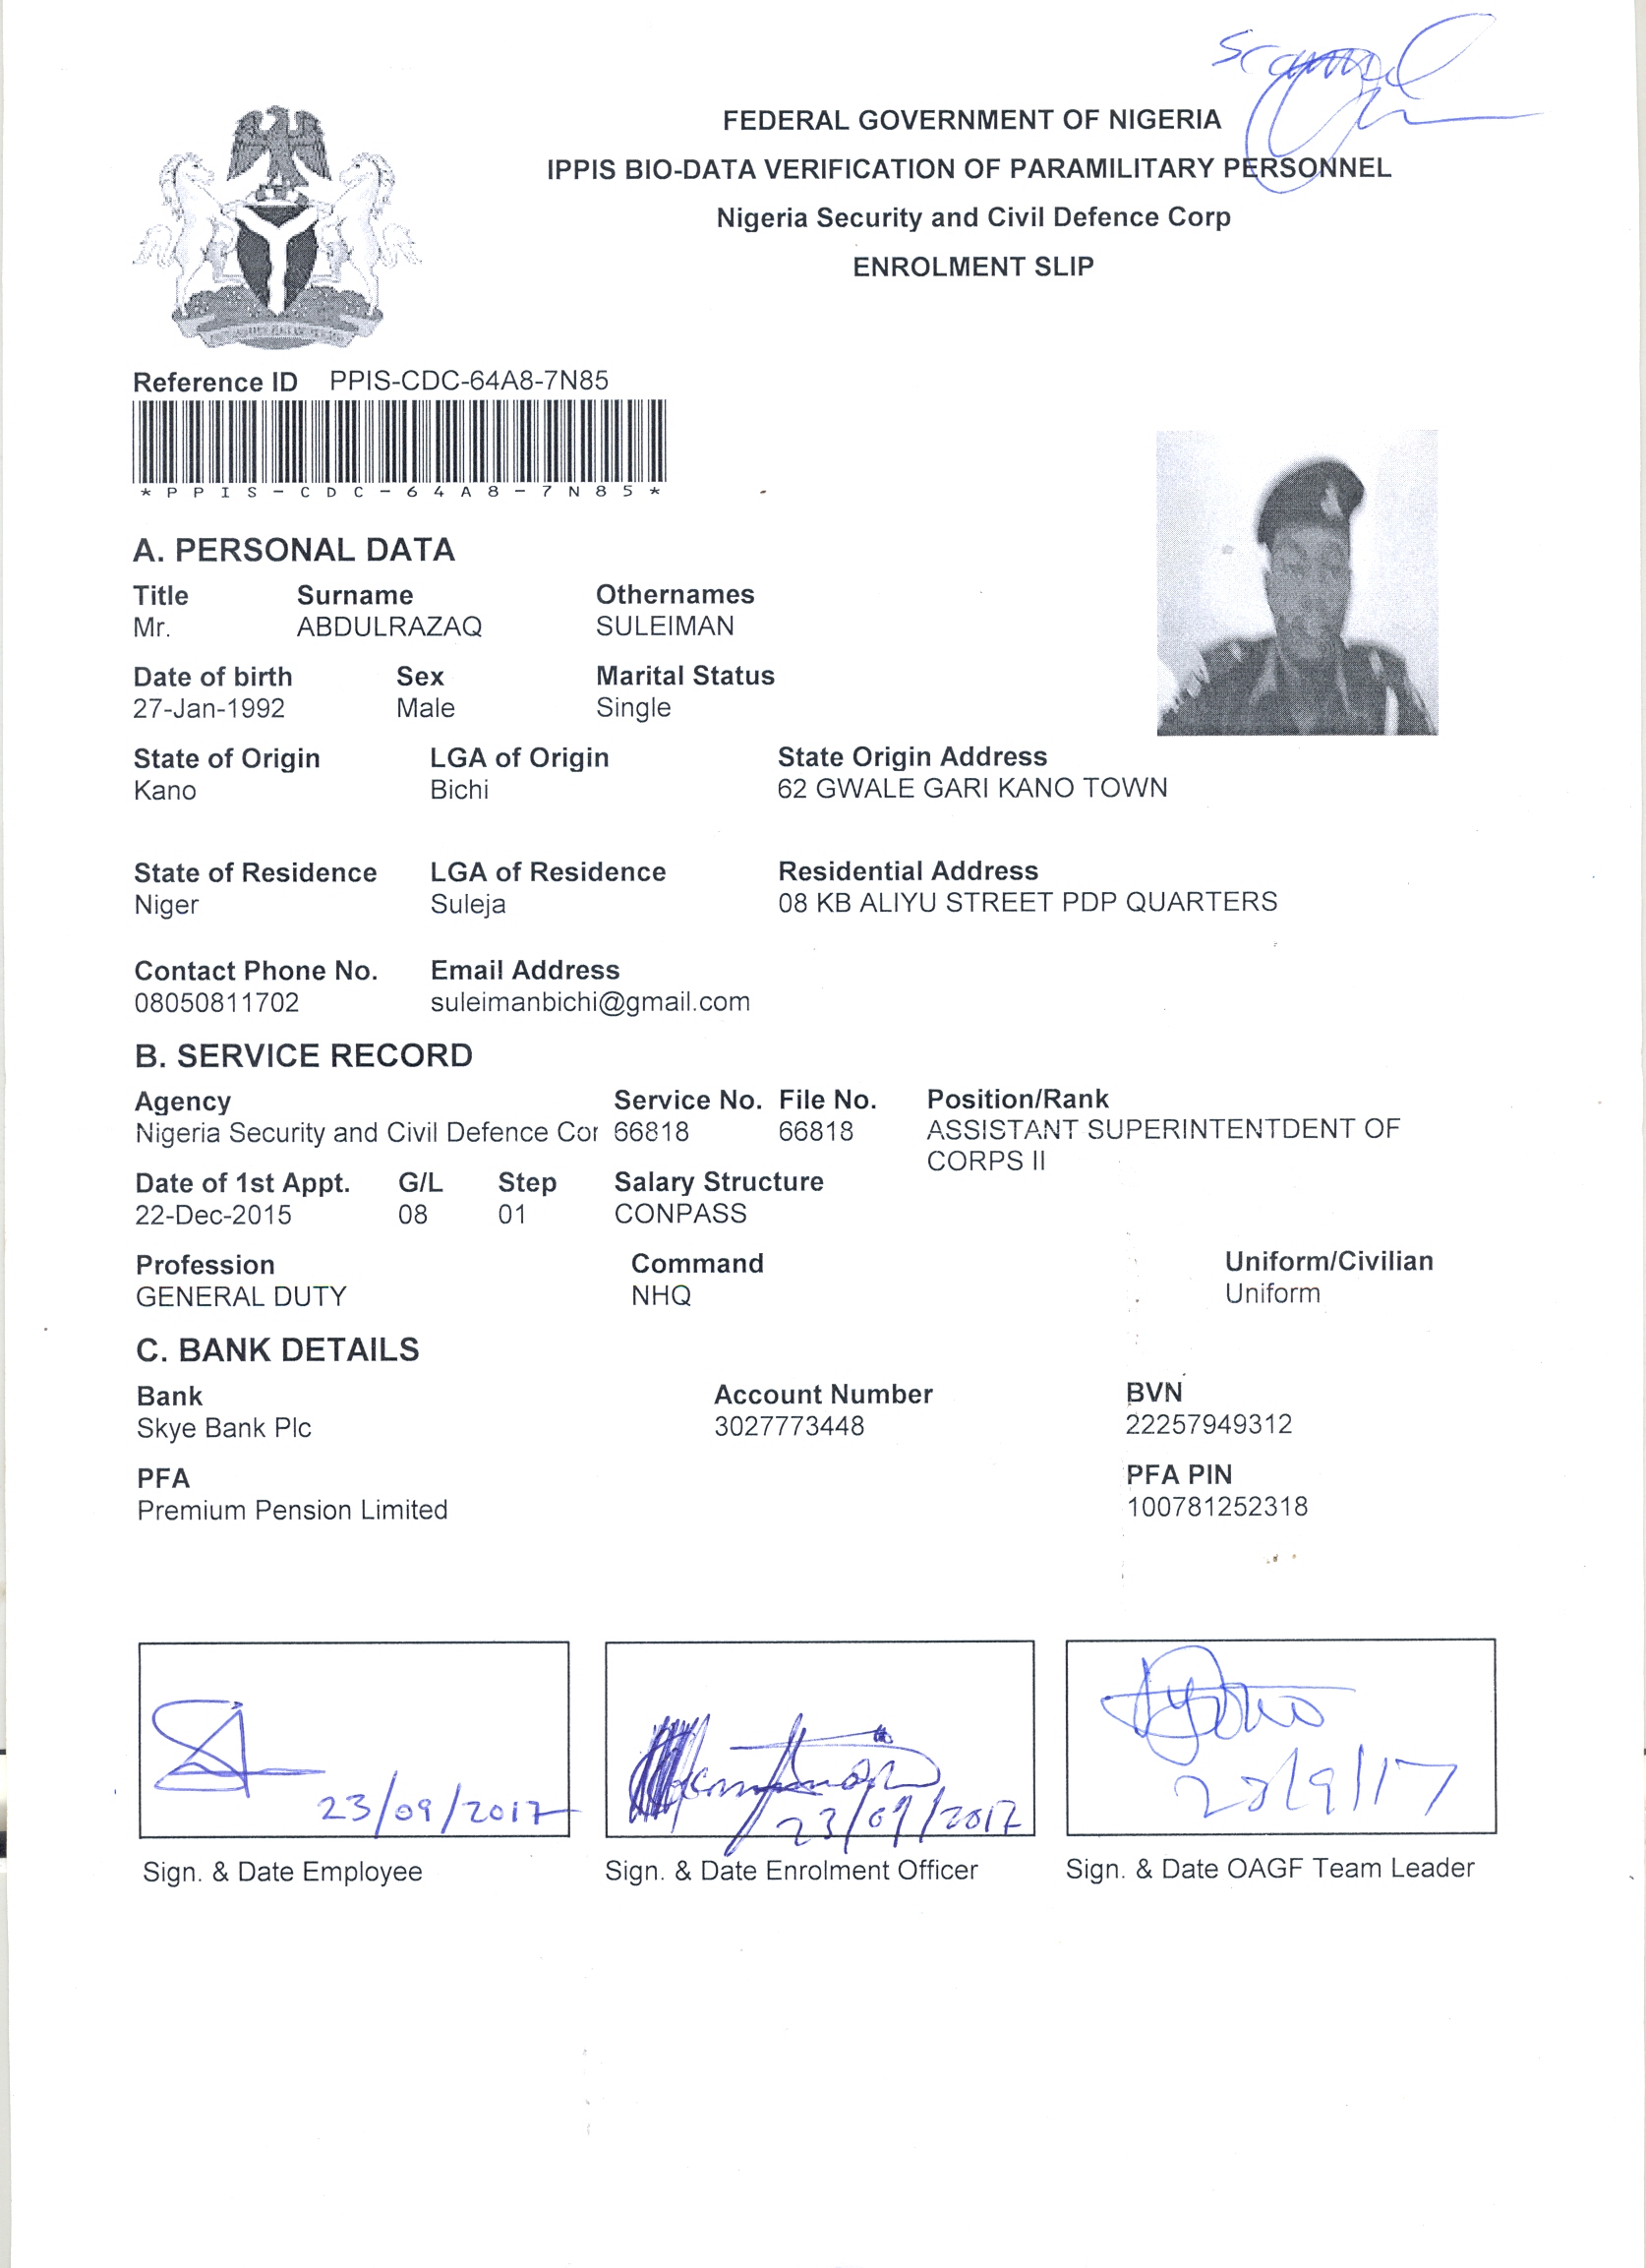 Scanned
FEDERAL GOVERNMENT OF NIGERIA
IPPIS BIO-DATA VERIFICATION OF PARAMILITARY PERSONNEL
Nigeria Security and Civil Defence Corp
ENROLMENT SLIP
Reference ID PPIS-CDC-64A8-7N85
*PPIS-CDC-64A8-7N85*
A. PERSONAL DATA
Title Surname Othernames
Mr. ABDULRAZAQ SULEIMAN
Date of birth Sex Marital Status
27-Jan-1992 Male Single
State of Origin LGA of Origin State Origin Address
Kano Bichi 62 GWALE GARI KANO TOWN
State of Residence LGA of Residence Residential Address
Niger Suleja 08 KB ALIYU STREET PDP QUARTERS
Contact Phone No. Email Address
08050811702 suleimanbichi@gmail.com
B. SERVICE RECORD
Agency Service No. File No. Position/Rank
Nigeria Security and Civil Defence Cor 66818 66818 ASSISTANT SUPERINTENTDENT OF
CORPS II
Date of 1st Appt. G/L Step Salary Structure
22-Dec-2015 08 01 CONPASS
Profession Command Uniform/Civilian
GENERAL DUTY NHQ Uniform
C. BANK DETAILS
Bank Account Number BVN
Skye Bank Plc 3027773448 22257949312
PFA PFA PIN
Premium Pension Limited 100781252318
23/09/2017 23/09/2017
Sign. & Date Employee Sign. & Date Enrolment Officer Sign. & Date OAGF Team Leader